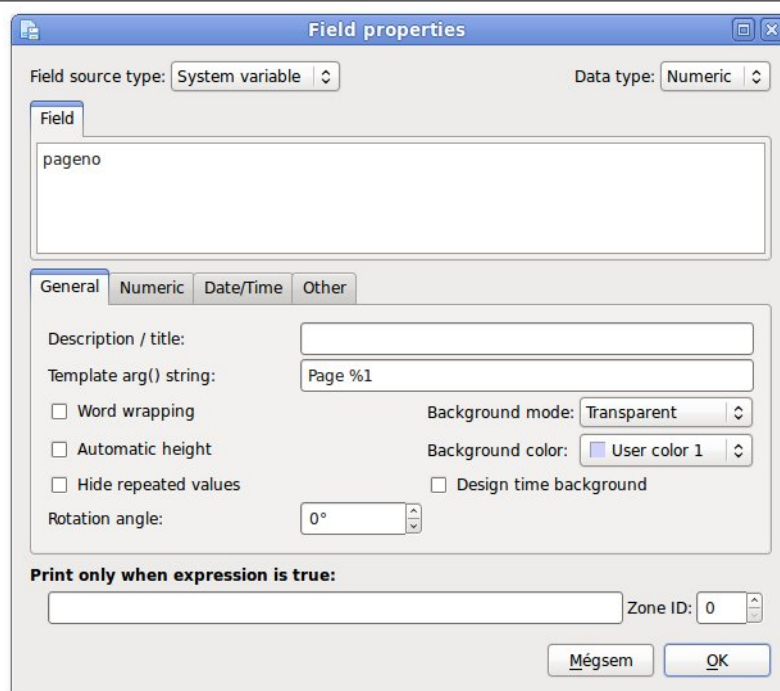 Field properties
Field source type: System variable Data type: Numeric
Field
pageno
General Numeric Date/Time Other
Description / title:
Template arg() string: Page %1
Word wrapping Background mode: Transparent
Automatic height Background color: User color 1
Hide repeated values Design time background
Rotation angle: 0°
Print only when expression is true:
Zone ID: 0
Mégsem OK